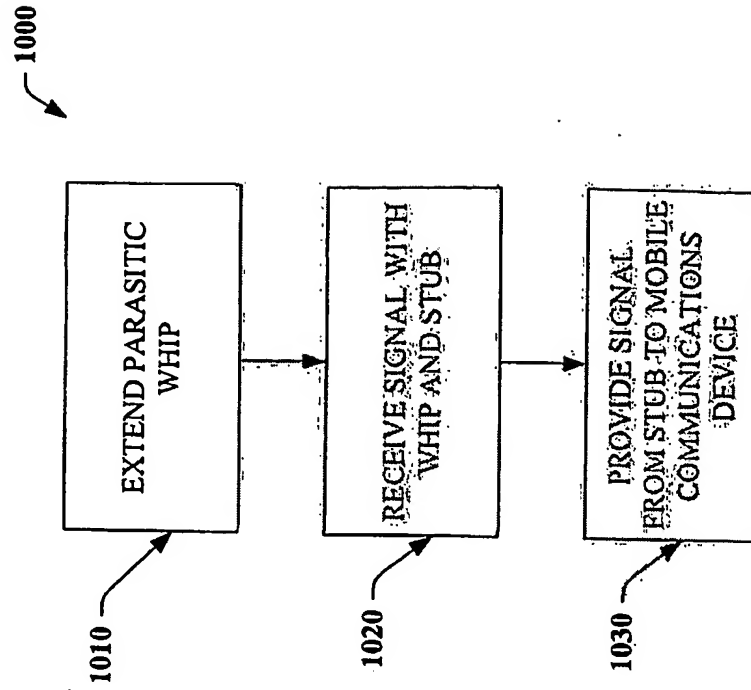 1000
1010
EXTEND PARASITIC
WHIP
1020
RECEIVE SIGNAL WITH
WHIP AND STUB
1030
PROVIDE SIGNAL
FROM STUB TO MOBILE
COMMUNICATIONS
DEVICE